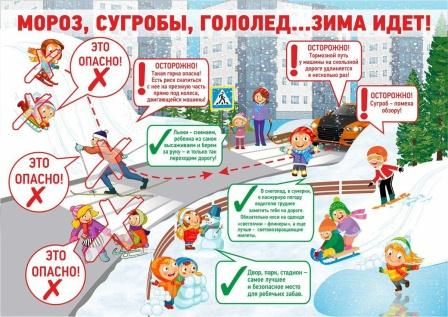 МОРОЗ, СУГРОБЫ, ГОЛОЛЕД...ЗИМА ИДЕТ!
ЭТО
ОПАСНО!
ОСТОРОЖНО!
Такая горка опасна!
Есть риск скатиться
с нее на проезжую часть
прямо под колеса,
двигающейся машины!
ОСТОРОЖНО!
Тормозной путь
у машины на скользкой
дороге удлиняется
в несколько раз!
ОСТОРОЖНО!
Сугроб - помеха
обзору!
Лыжи - снимаем,
ребенка из санок
высаживаем и берем
за руку - и только так
переходим дорогу!
ЭТО
ОПАСНО!
В снегопад, в сумерки,
в пасмурную погоду
водителю труднее
заметить тебя на дороге.
Обязательно носи на одежде
«светлячки» - фликеры», а еще
лучше - световозвращающие
жилеты.
ЭТО
ОПАСНО!
Двор, парк, стадион -
самое лучшее
и безопасное место
для ребячьих забав.